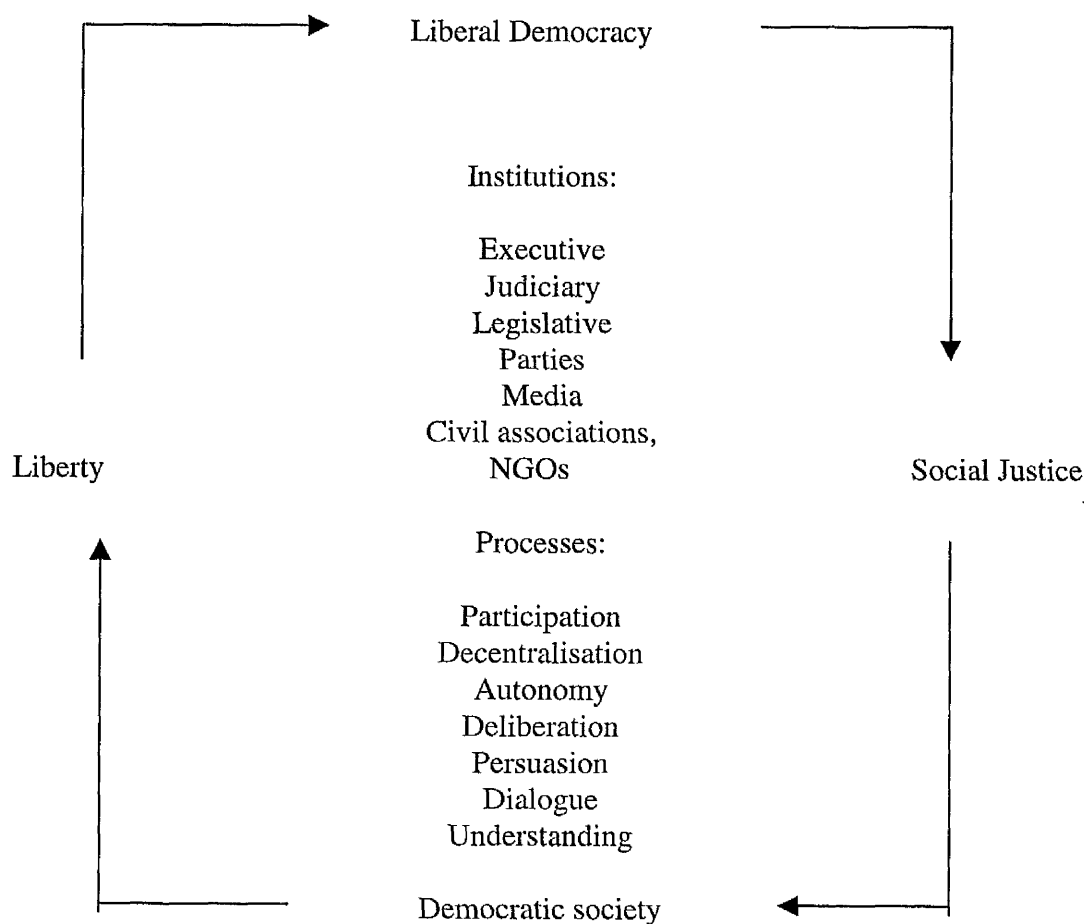 Liberal Democracy
Institutions:
Executive
Judiciary
Legislative
Parties
Media
Civil associations,
Liberty NGOs Social Justice
Processes:
Participation
Decentralisation
Autonomy
Deliberation
Persuasion
Dialogue
Understanding
Democratic society